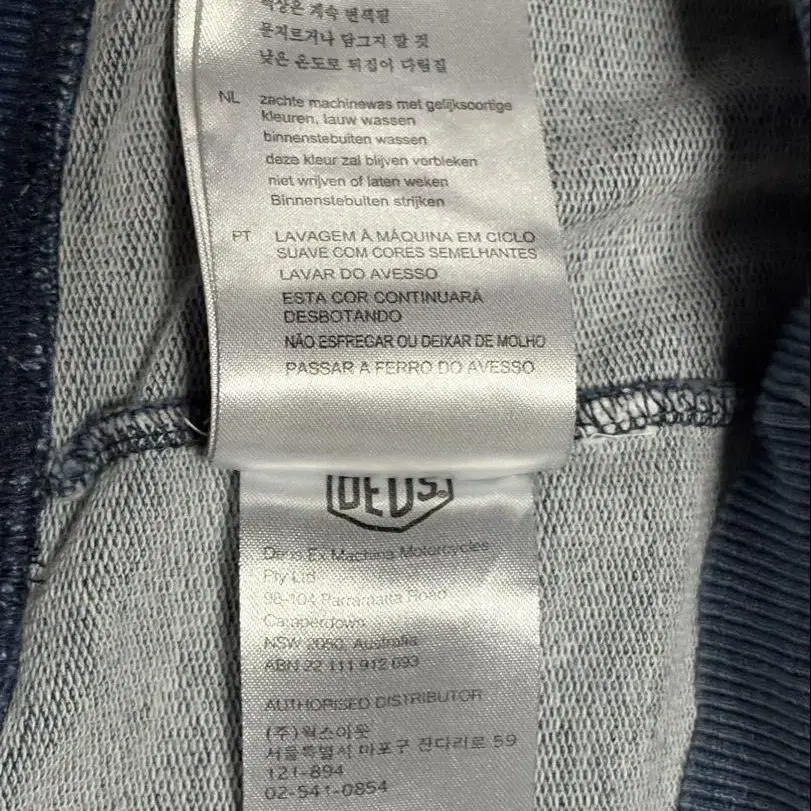 색상은 계속 변색됨
문지르거나 담그지 말 것
낮은 온도로 뒤집어 다림질
NL zachte machinewas met gelijksoortige
kleuren, lauw wassen
binnenstebuiten wassen
deze kleur zal blijven verbleken
niet wrijven of laten weken
Binnenstebuiten strijken
PT LAVAGEM À MÁQUINA EM CICLO
SUAVE COM CORES SEMELHANTES
LAVAR DO AVESSO
ESTA COR CONTINUARÁ
DESBOTANDO
NÃO ESFREGAR OU DEIXAR DE MOLHO
PASSAR A FERRO DO AVESSO
DEUS
Deus Ex Machina Motorcycles
Pty Ltd
98-104 Parramatta Road
Camperdown
NSW 2050, Australia
ABN 22 111 912 093
AUTHORISED DISTRIBUTOR
(주)웍스아웃
서울특별시 마포구 잔다리로 59
121-894
02-541-0854